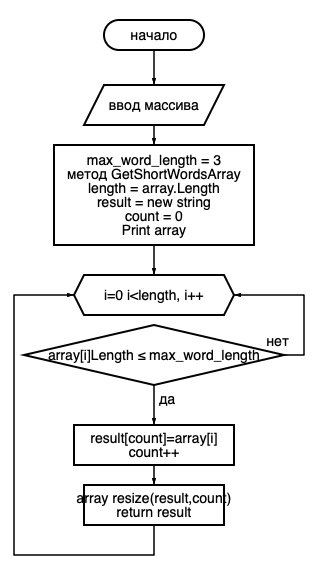 начало
ввод массива
max_word_length = 3
метод GetShortWordsArray
length = array.Length
result = new string
count = 0
Print array
i=0 i<length, i++
array[i]Length ≤ max_word_length
нет
да
result[count]=array[i]
count++
array resize(result,count)
return result